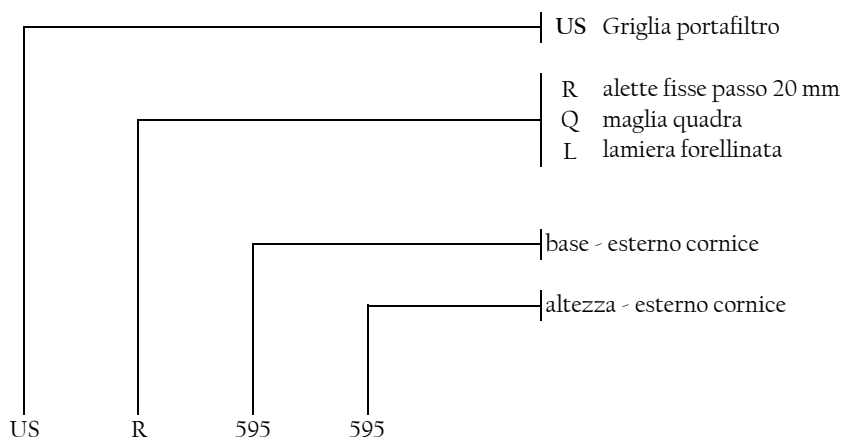 US Griglia portafiltro
R alette fisse passo 20 mm
Q maglia quadra
L lamiera forellinata
base - esterno cornice
altezza - esterno cornice
US R 595 595